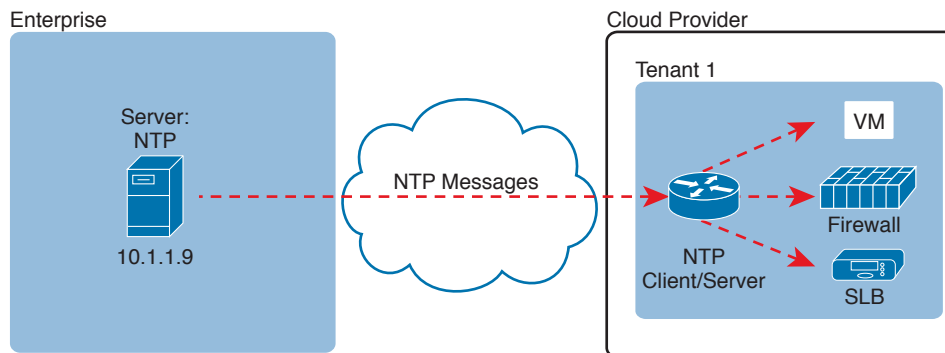 Enterprise
Cloud Provider
Tenant 1
Server:
NTP
10.1.1.9
NTP Messages
NTP
Client/Server
VM
Firewall
SLB